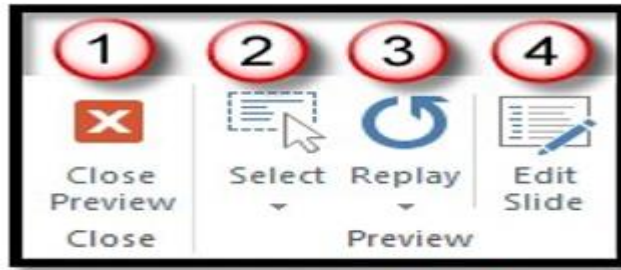 1 2 3 4
Close Preview
Select
Replay
Edit Slide
Close
Preview